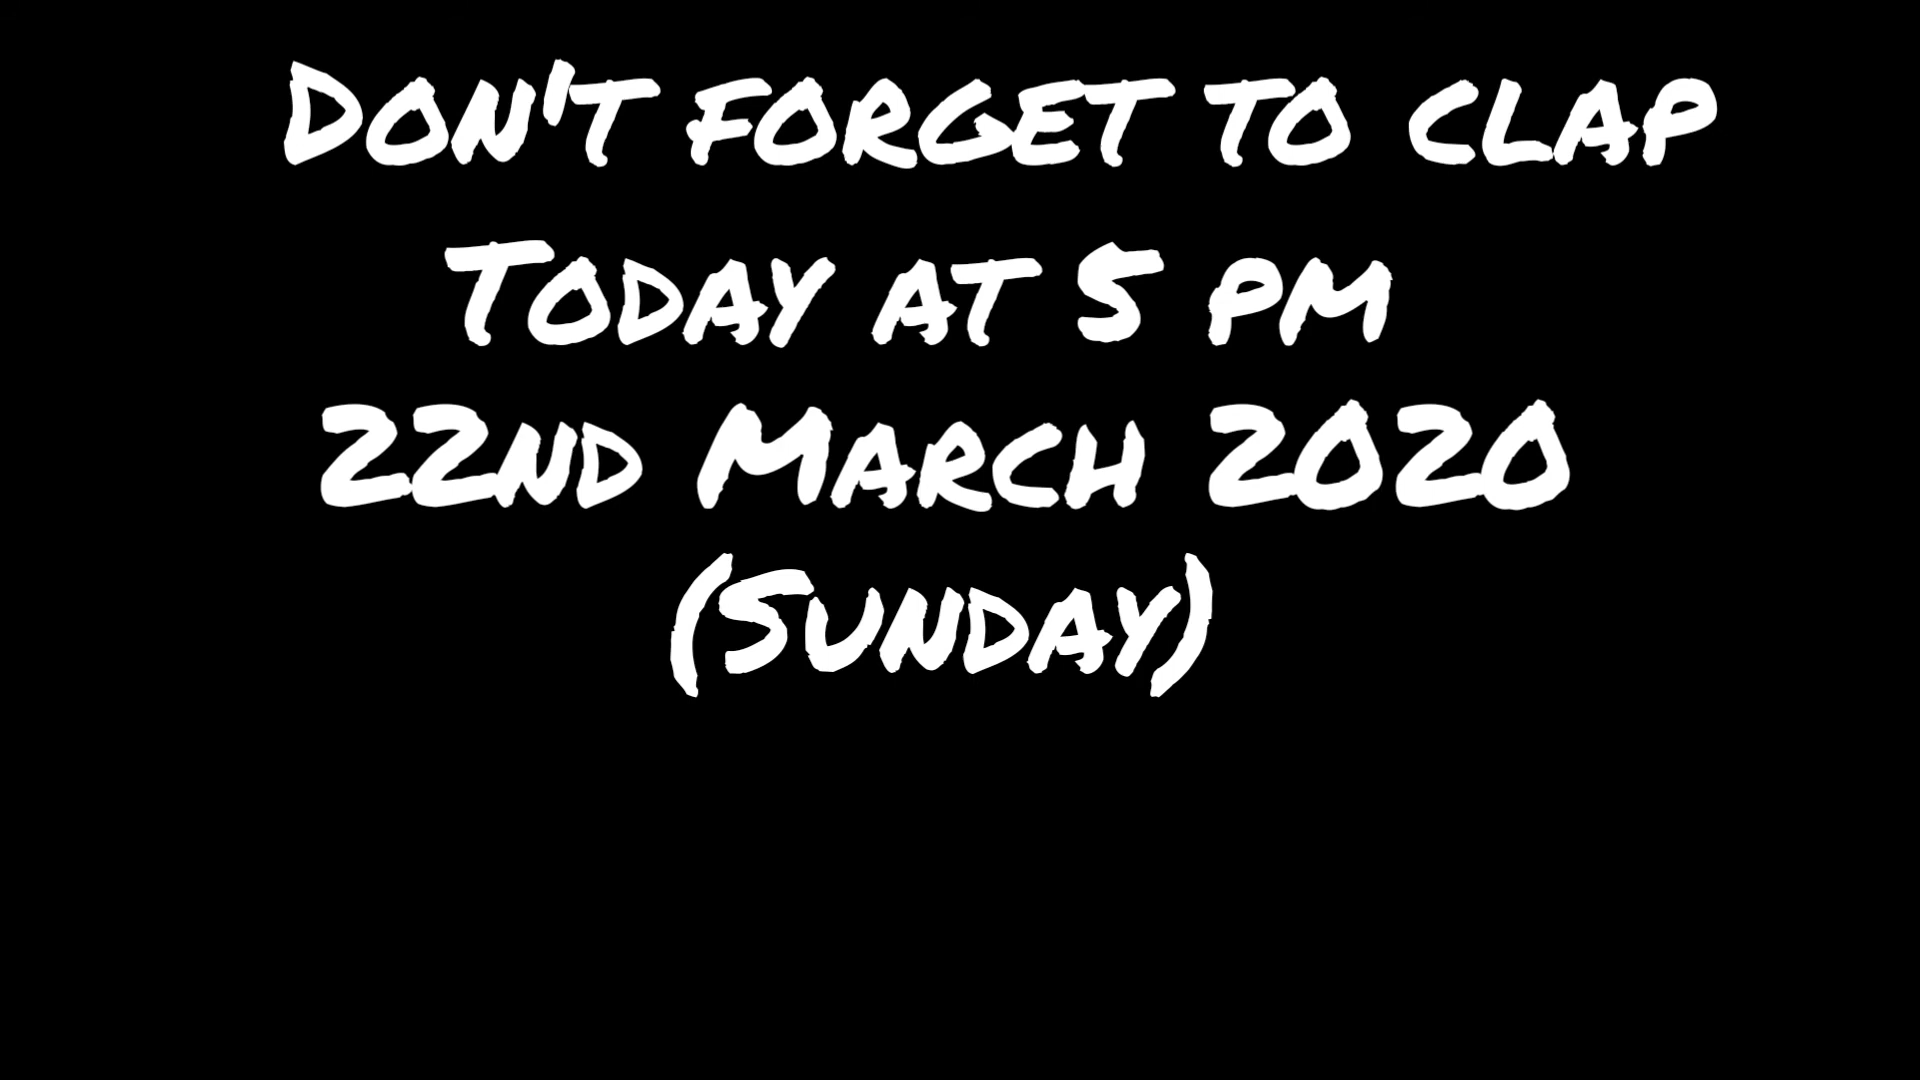 Don't forget to clap
Today at 5 pm
22nd March 2020
(Sunday)